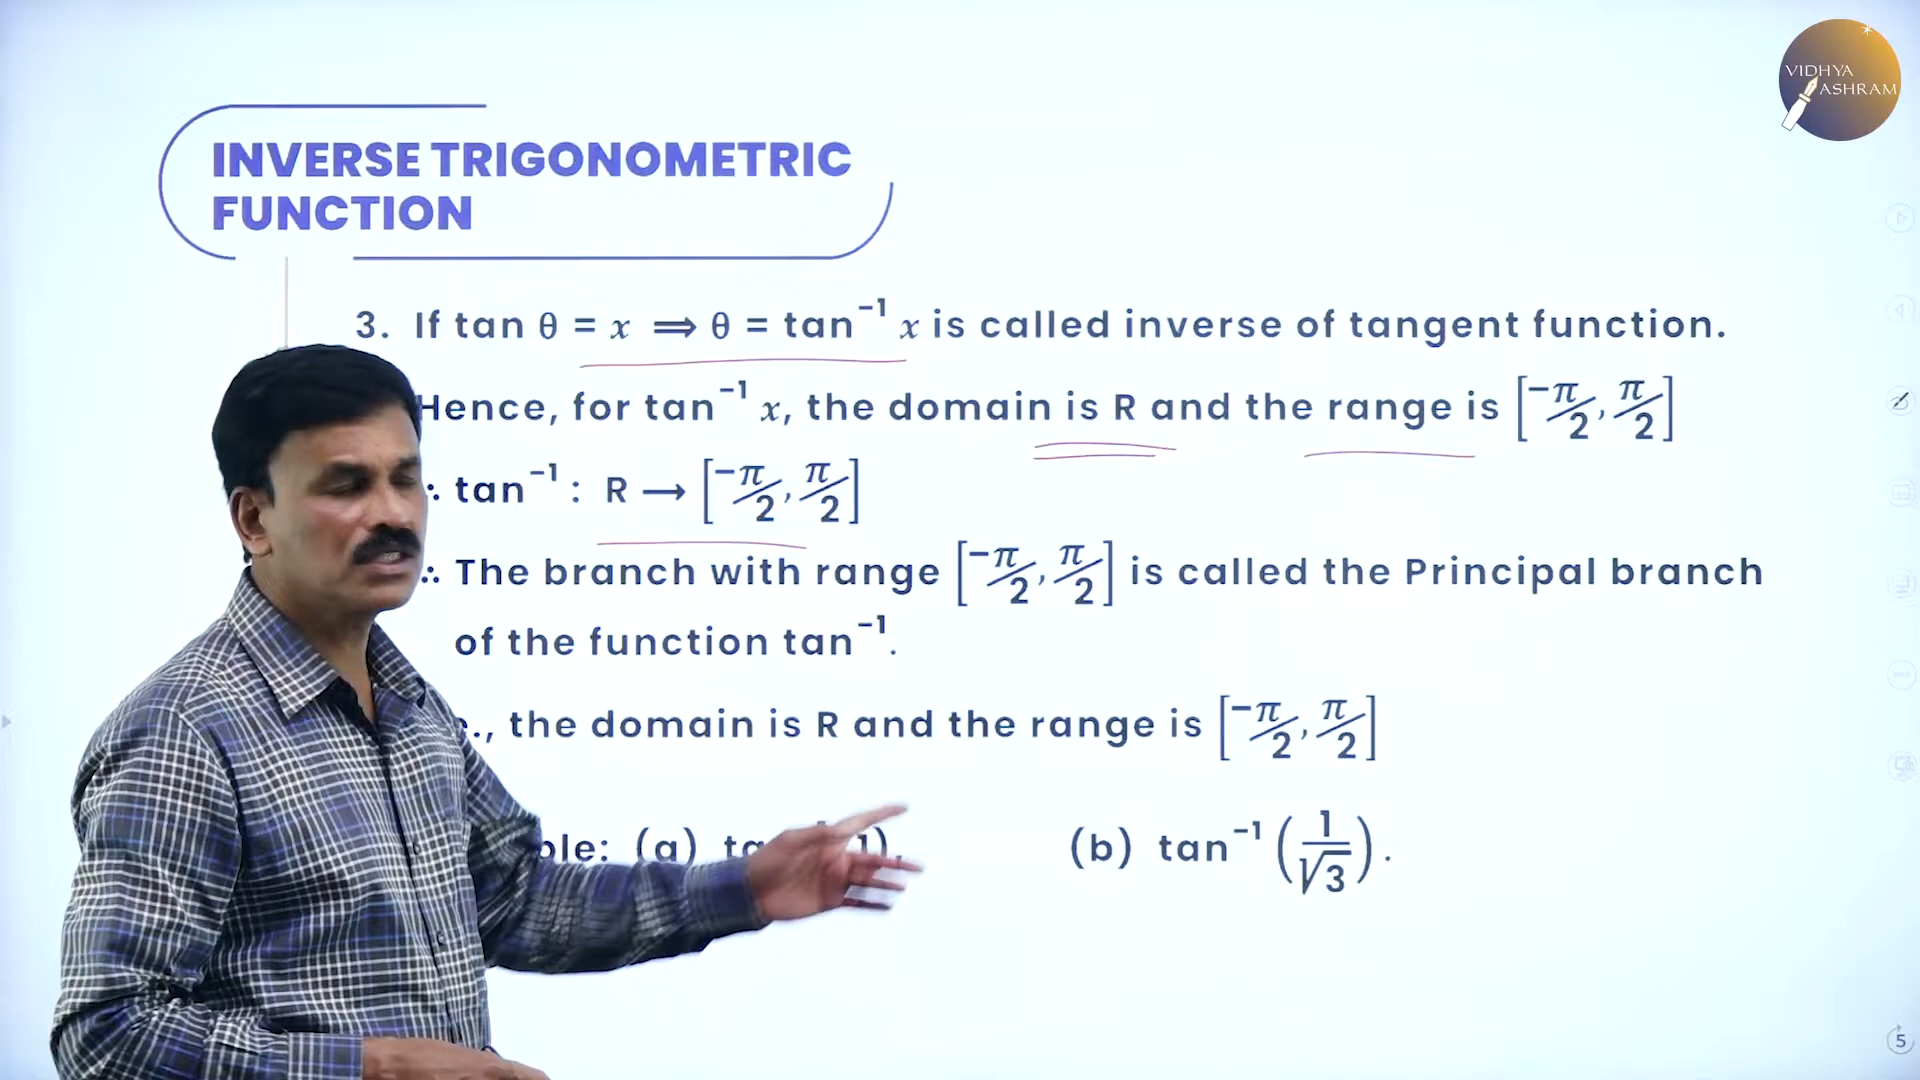 VIDHYA
ASHRAM
INVERSE TRIGONOMETRIC
FUNCTION
3. If tan θ = x ⟹ θ = tan⁻¹ x is called inverse of tangent function.
Hence, for tan⁻¹ x, the domain is R and the range is [-π/2, π/2]
∴ tan⁻¹ : R → [-π/2, π/2]
∴ The branch with range [-π/2, π/2] is called the Principal branch
of the function tan⁻¹.
the domain is R and the range is [-π/2, π/2]
(a) (b) tan⁻¹ (1/√3).
5